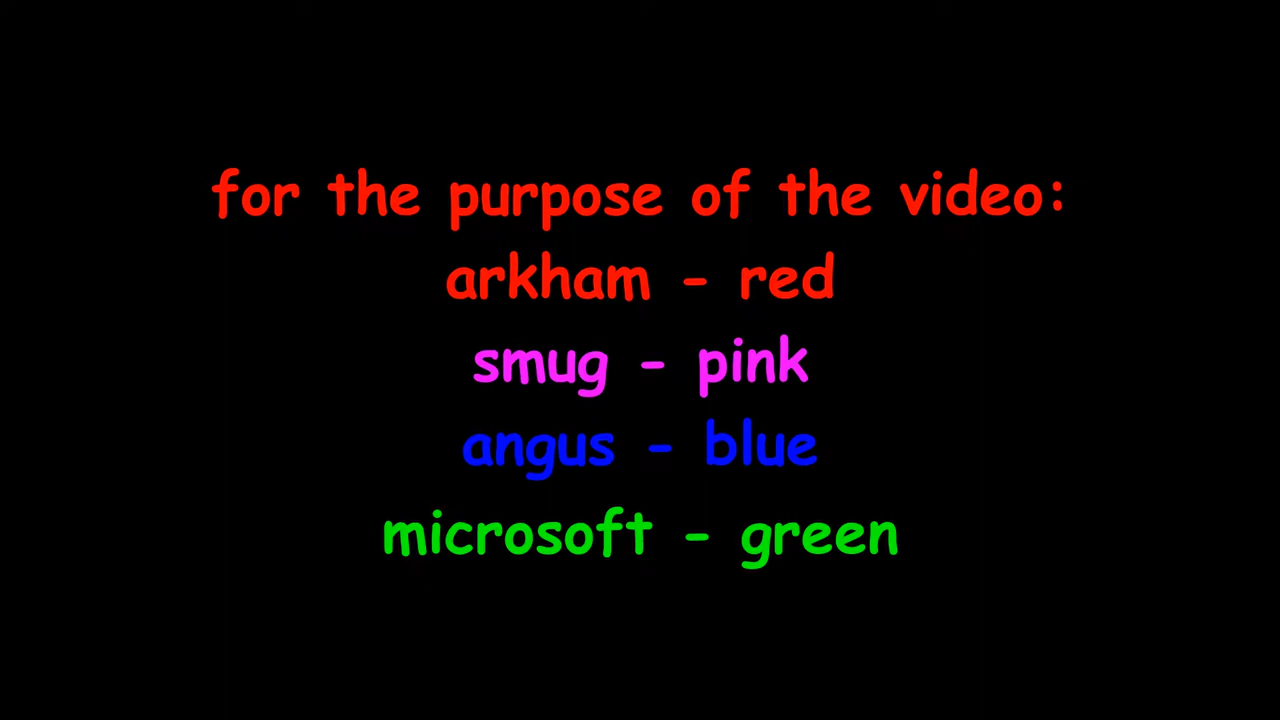 for the purpose of the video:
arkham - red
smug - pink
angus - blue
microsoft - green